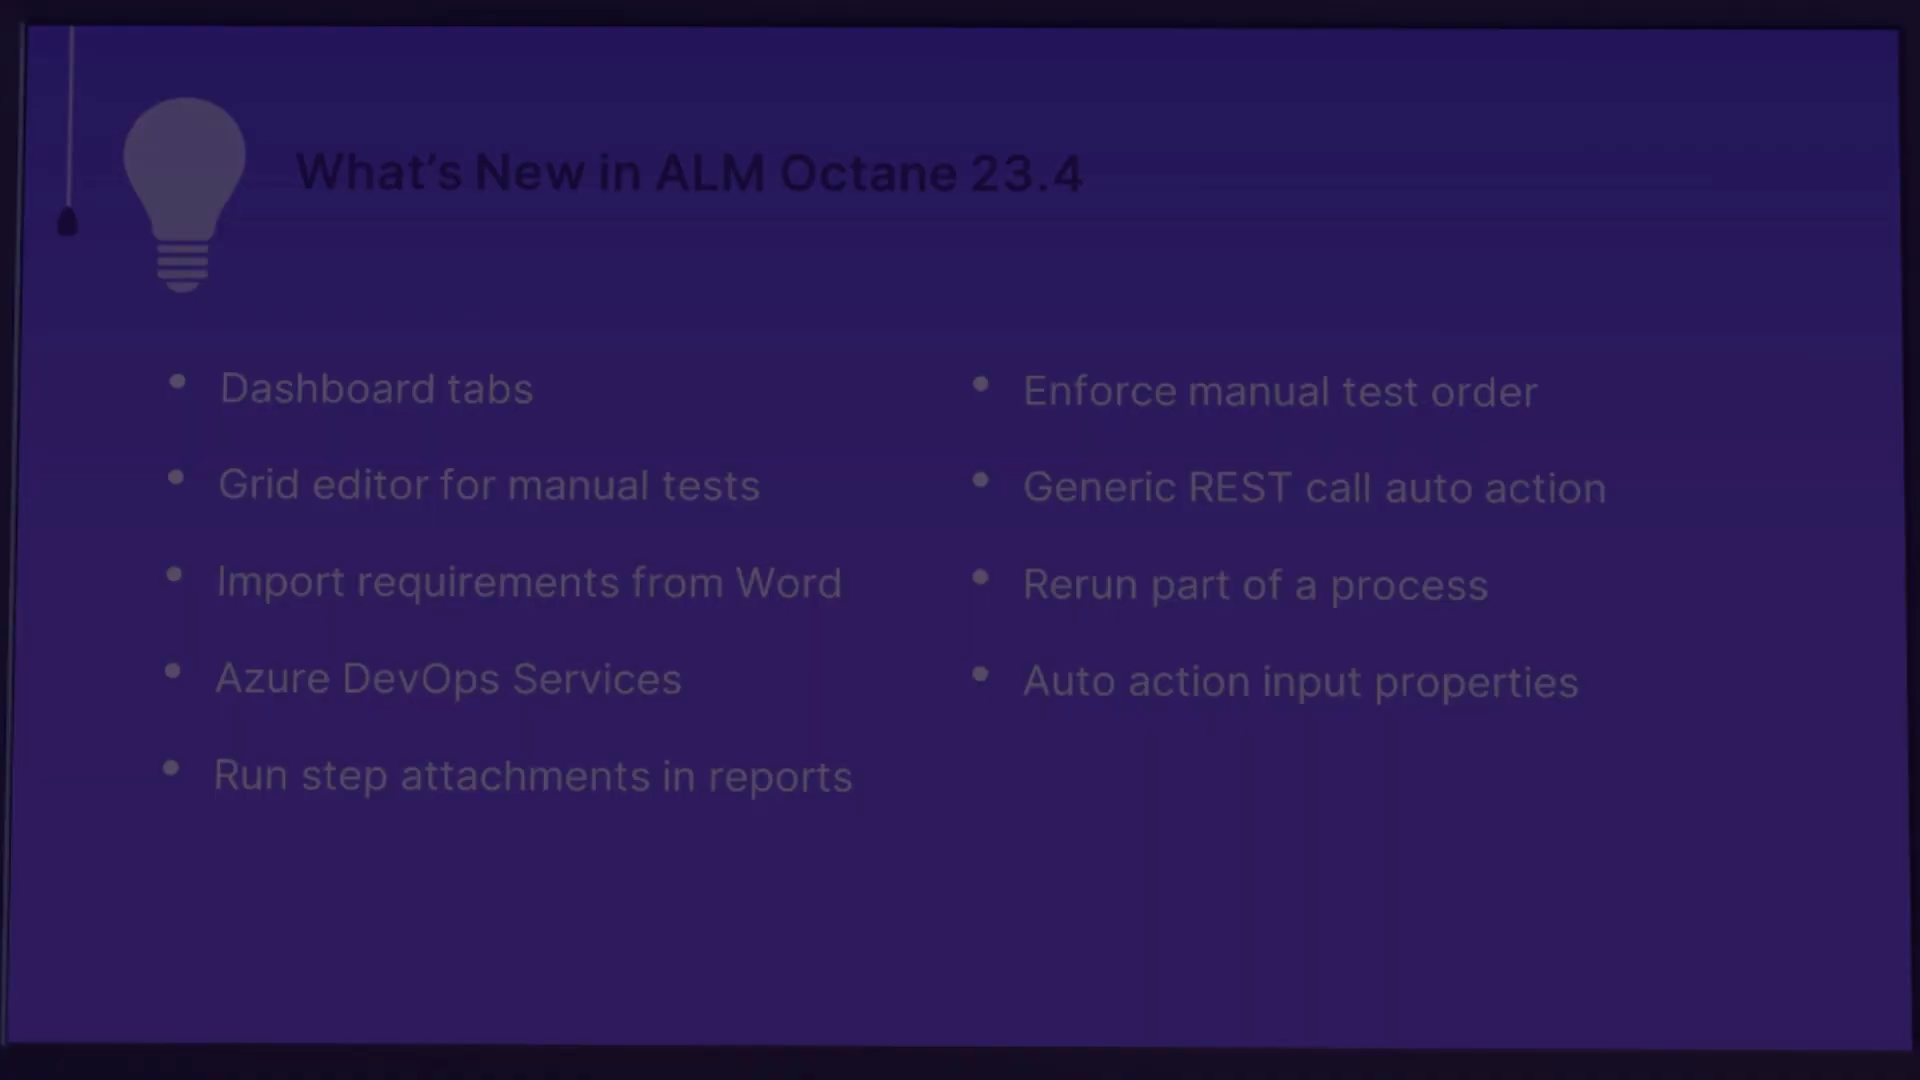 What's New in ALM Octane 23.4
• Dashboard tabs
• Grid editor for manual tests
• Import requirements from Word
• Azure DevOps Services
• Run step attachments in reports
• Enforce manual test order
• Generic REST call auto action
• Rerun part of a process
• Auto action input properties